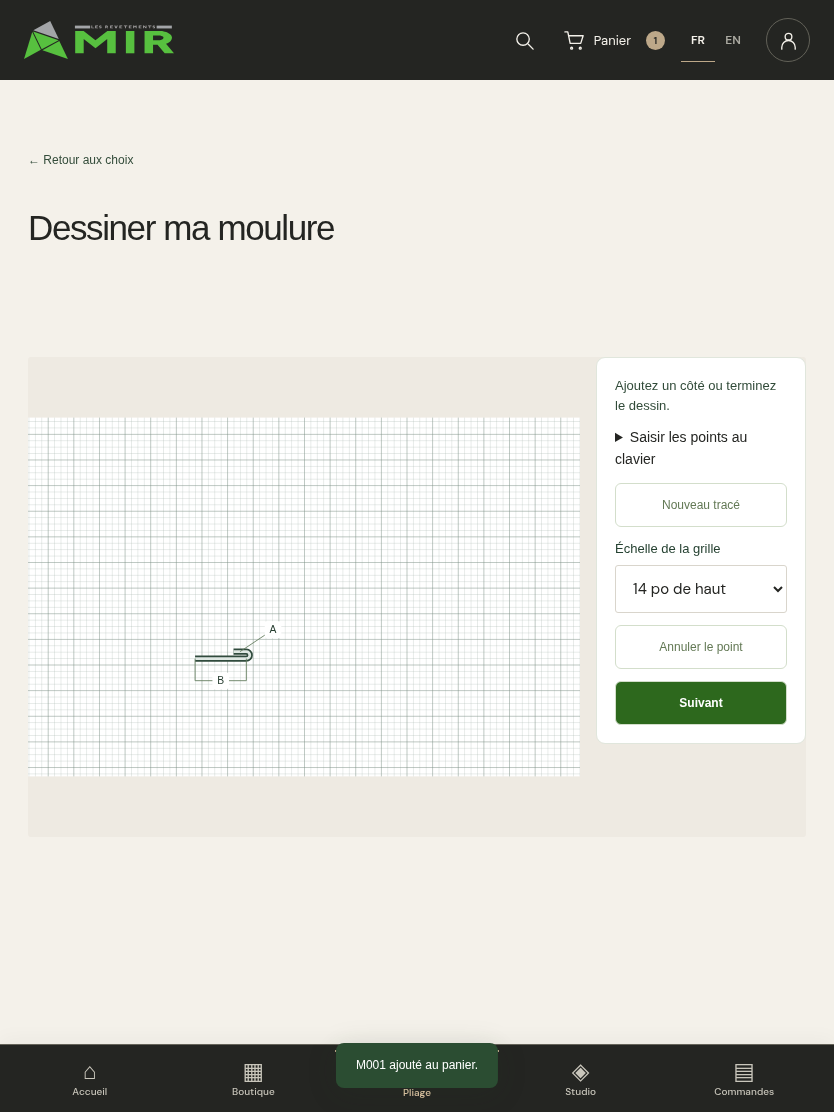 LES REVÊTEMENTS
MIR
Panier 1 FR EN
← Retour aux choix
Dessiner ma moulure
Ajoutez un côté ou terminez
le dessin.
Saisir les points au
clavier
Nouveau tracé
Échelle de la grille
14 po de haut
Annuler le point
Suivant
A
B
M001 ajouté au panier.
Accueil Boutique Pliage Studio Commandes